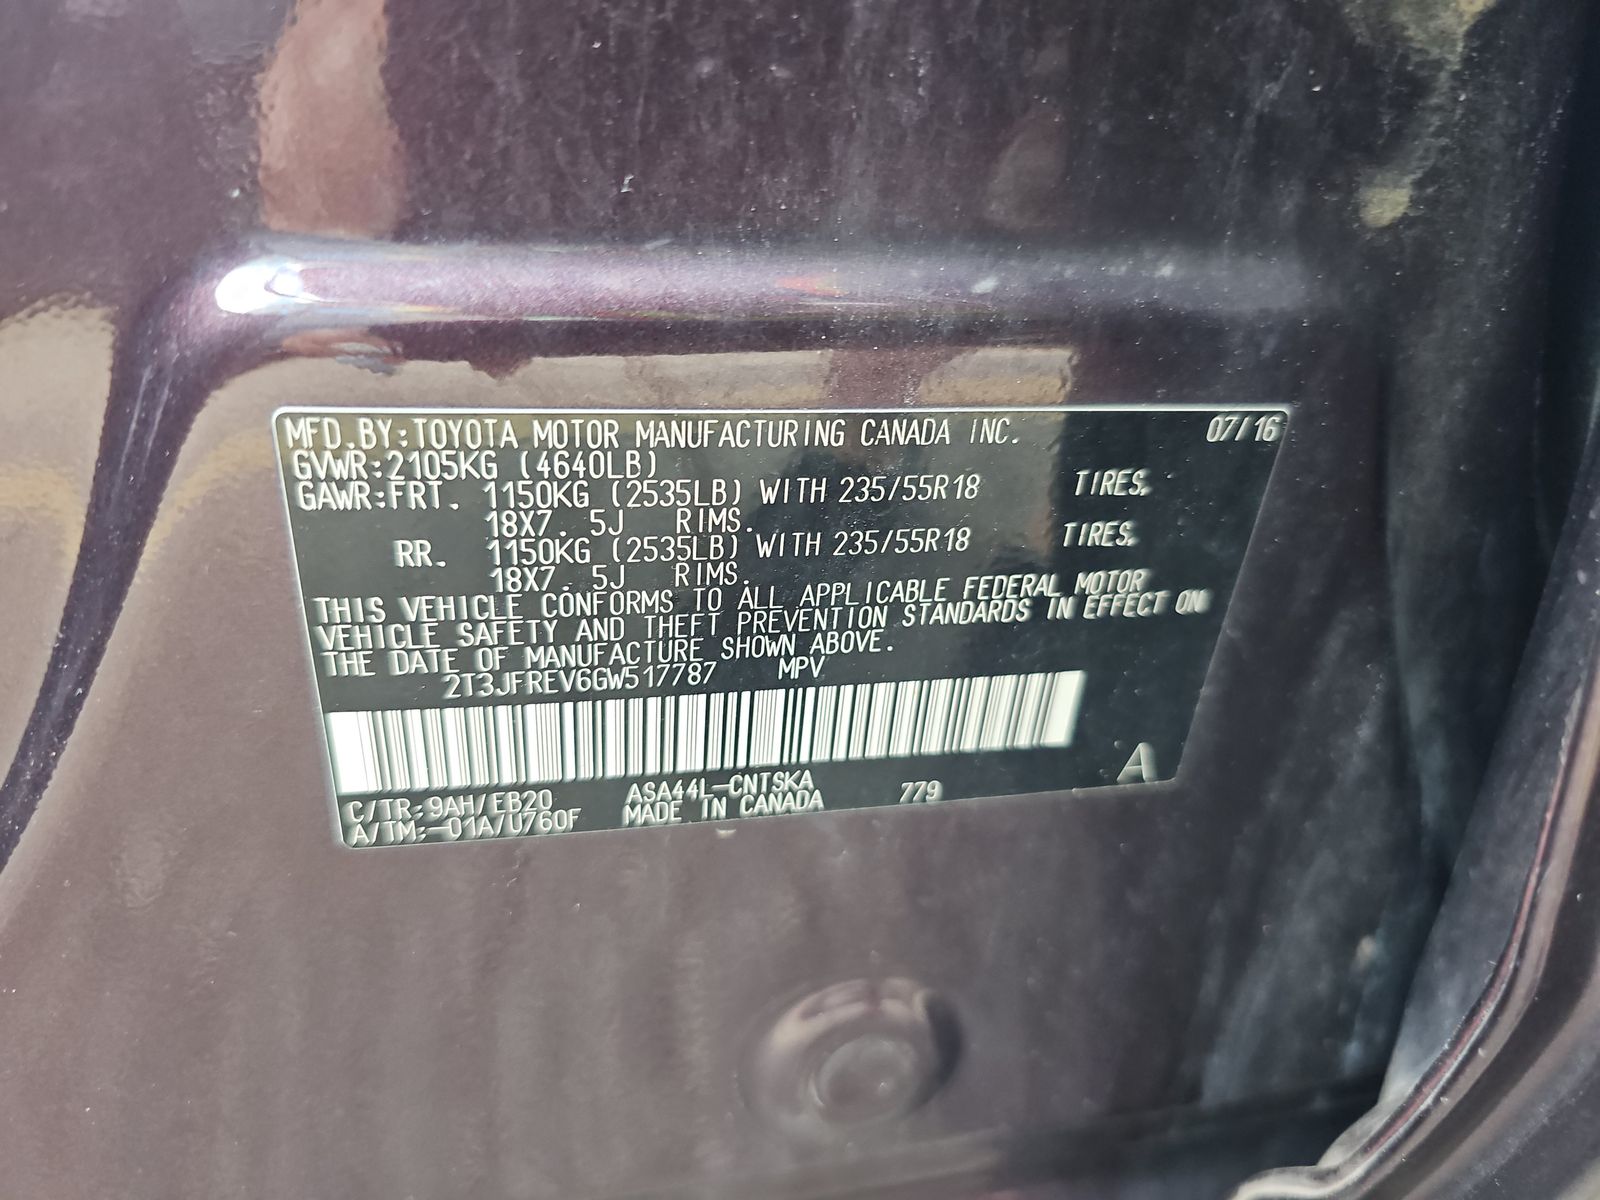 MFD.BY:TOYOTA MOTOR MANUFACTURING CANADA INC. 07/16
GVWR:2105KG (4640LB)
GAWR:FRT. 1150KG (2535LB) WITH 235/55R18 TIRES.
18X7.5J RIMS.
RR. 1150KG (2535LB) WITH 235/55R18 TIRES.
18X7.5J RIMS.
THIS VEHICLE CONFORMS TO ALL APPLICABLE FEDERAL MOTOR
VEHICLE SAFETY AND THEFT PREVENTION STANDARDS IN EFFECT ON
THE DATE OF MANUFACTURE SHOWN ABOVE.
2T3JFREV6GW517787 MPV
C/TR:9AH/EB20 ASA44L-CNTSKA 779 A
A/TM:-01A/U760F MADE IN CANADA